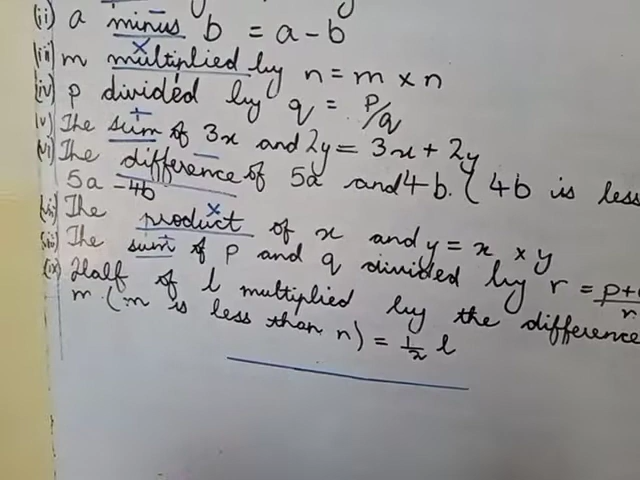 (ii) a minus b = a - b
(iii) m multiplied by n = m × n
(iv) p divided by q = p/q
(v) The sum of 3x and 2y = 3x + 2y
(vi) The difference of 5a and 4b. (4b is less
5a - 4b
(vii) The product of x and y = x × y
(viii) The sum of p and q divided by r = p+/r
(ix) Half of l multiplied by the difference
m (m is less than n) = 1/2 l